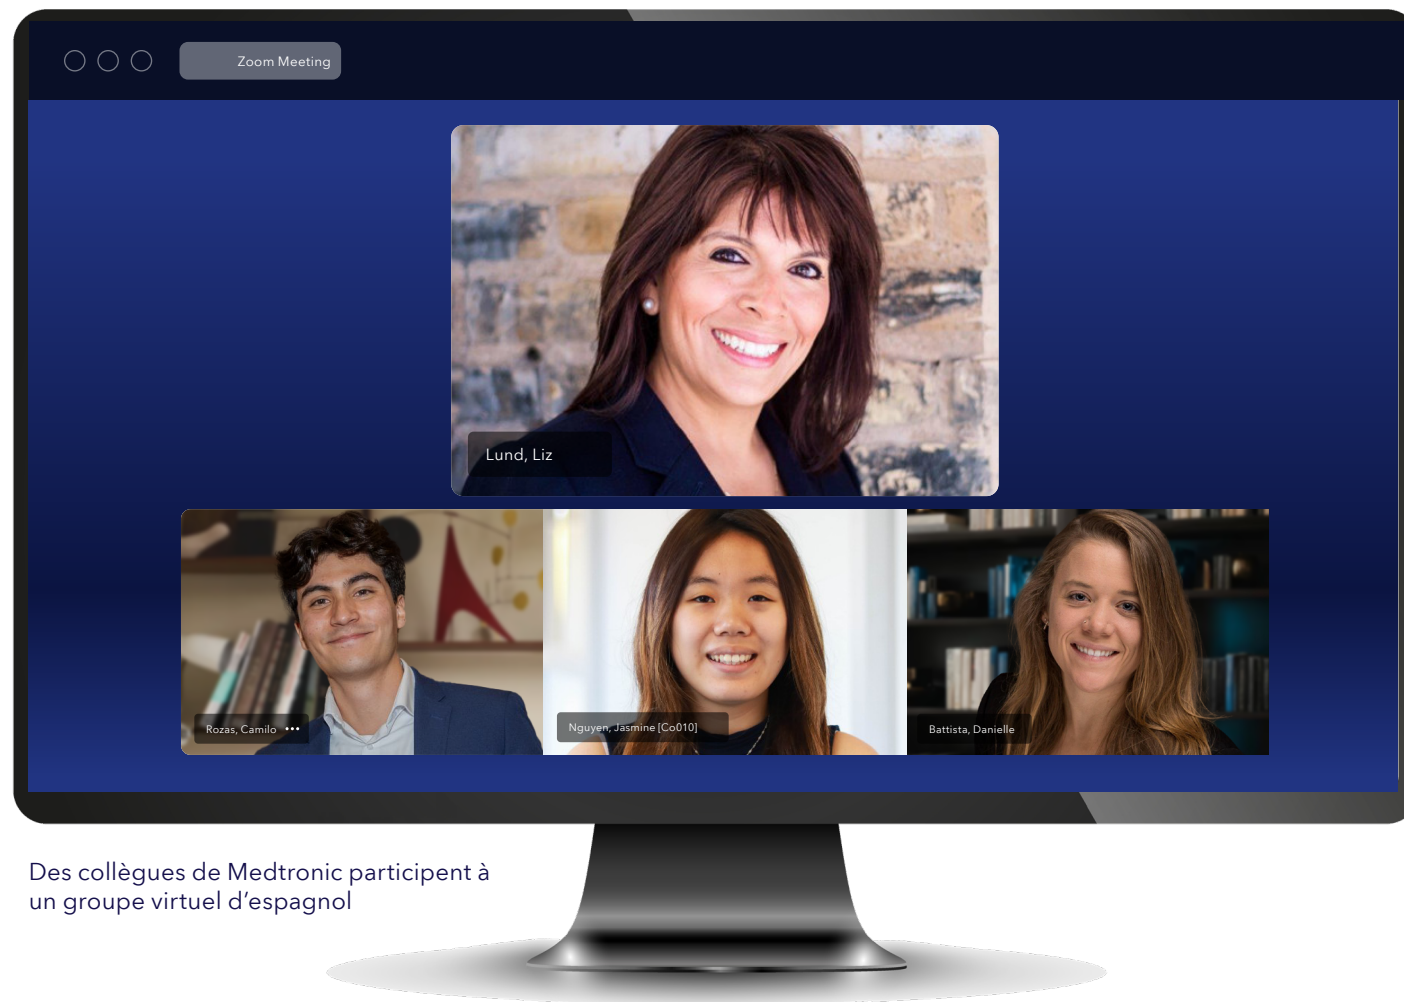 Zoom Meeting
Lund, Liz
Rozas, Camilo •••
Nguyen, Jasmine [Co010]
Battista, Danielle
Des collègues de Medtronic participent à
un groupe virtuel d’espagnol